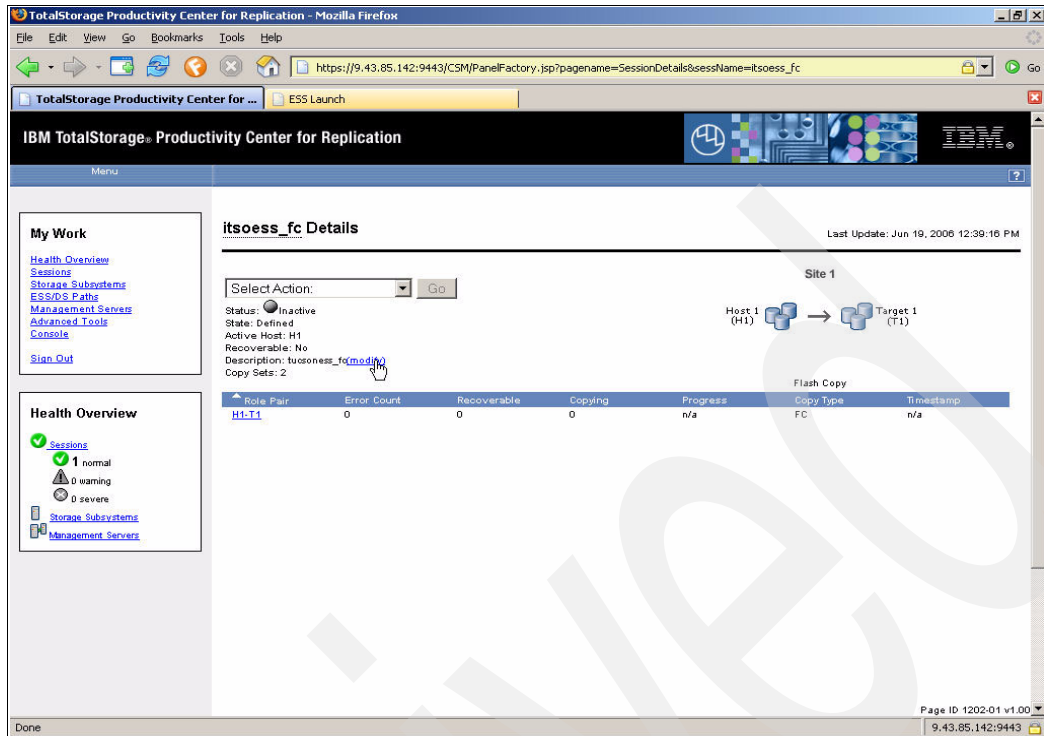 TotalStorage Productivity Center for Replication - Mozilla Firefox
File Edit View Go Bookmarks Tools Help
https://9.43.85.142:9443/CSM/PanelFactory.jsp?pagename=SessionDetails&sessName=itsoess_fc
Go
TotalStorage Productivity Center for ...
ESS Launch
IBM TotalStorage® Productivity Center for Replication
IBM®
Menu
?
My Work
Health Overview
Sessions
Storage Subsystems
ESS/DS Paths
Management Servers
Advanced Tools
Console
Sign Out
Health Overview
Sessions
1 normal
0 warning
0 severe
Storage Subsystems
Management Servers
itsoess_fc Details
Last Update: Jun 19, 2006 12:39:16 PM
Select Action:
Go
Status: Inactive
State: Defined
Active Host: H1
Recoverable: No
Description: tucsoness_fc(modify)
Copy Sets: 2
Site 1
Host 1
(H1)
Target 1
(T1)
Flash Copy
Role Pair Error Count Recoverable Copying Progress Copy Type Timestamp
H1-T1 0 0 0 n/a FC n/a
Page ID 1202-01 v1.00
Done
9.43.85.142:9443